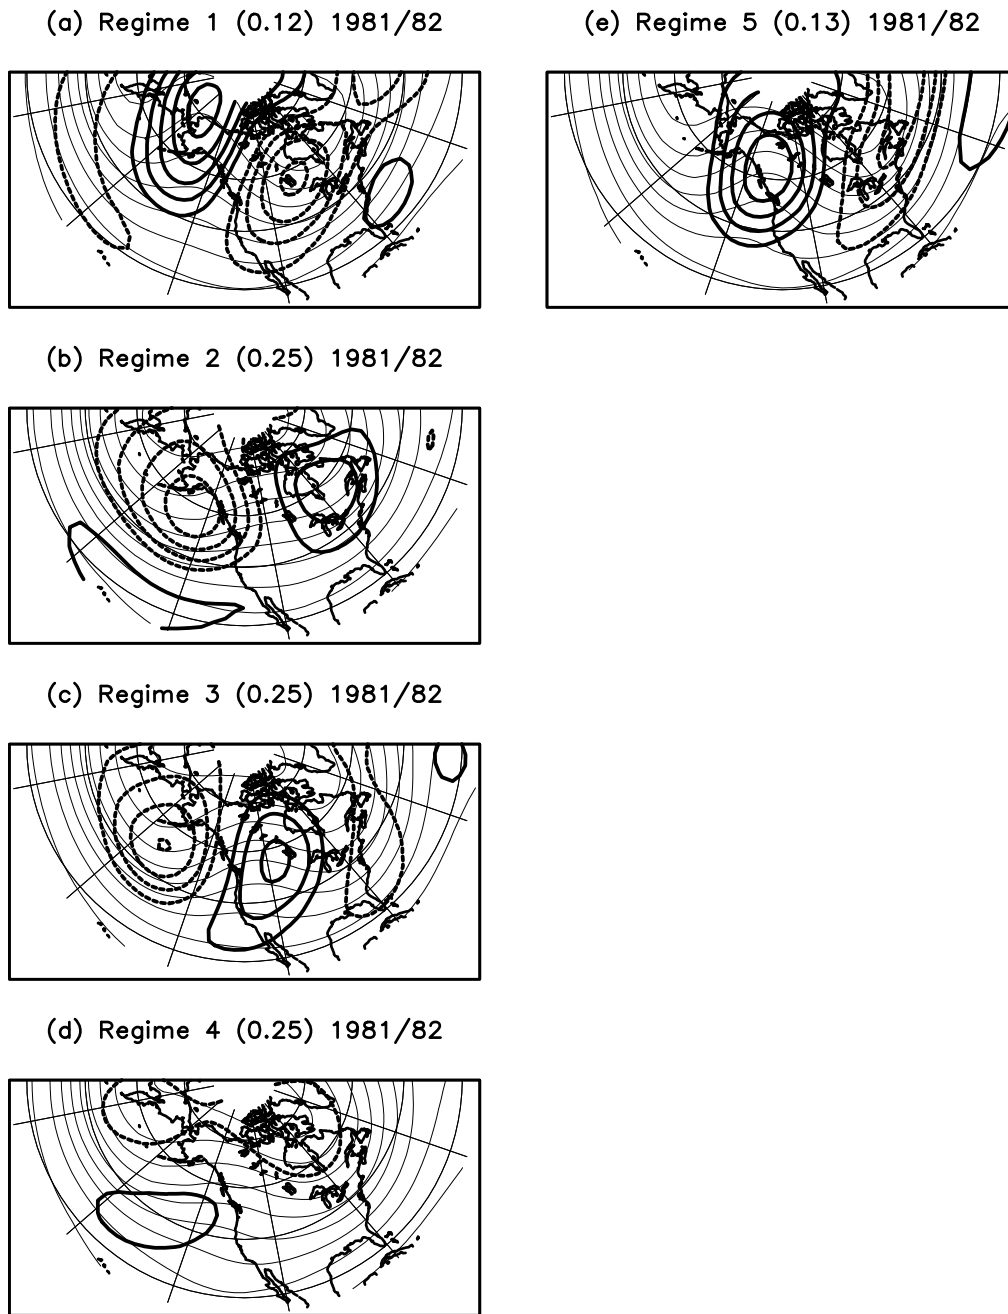 (a) Regime 1 (0.12) 1981/82
(e) Regime 5 (0.13) 1981/82
(b) Regime 2 (0.25) 1981/82
(c) Regime 3 (0.25) 1981/82
(d) Regime 4 (0.25) 1981/82